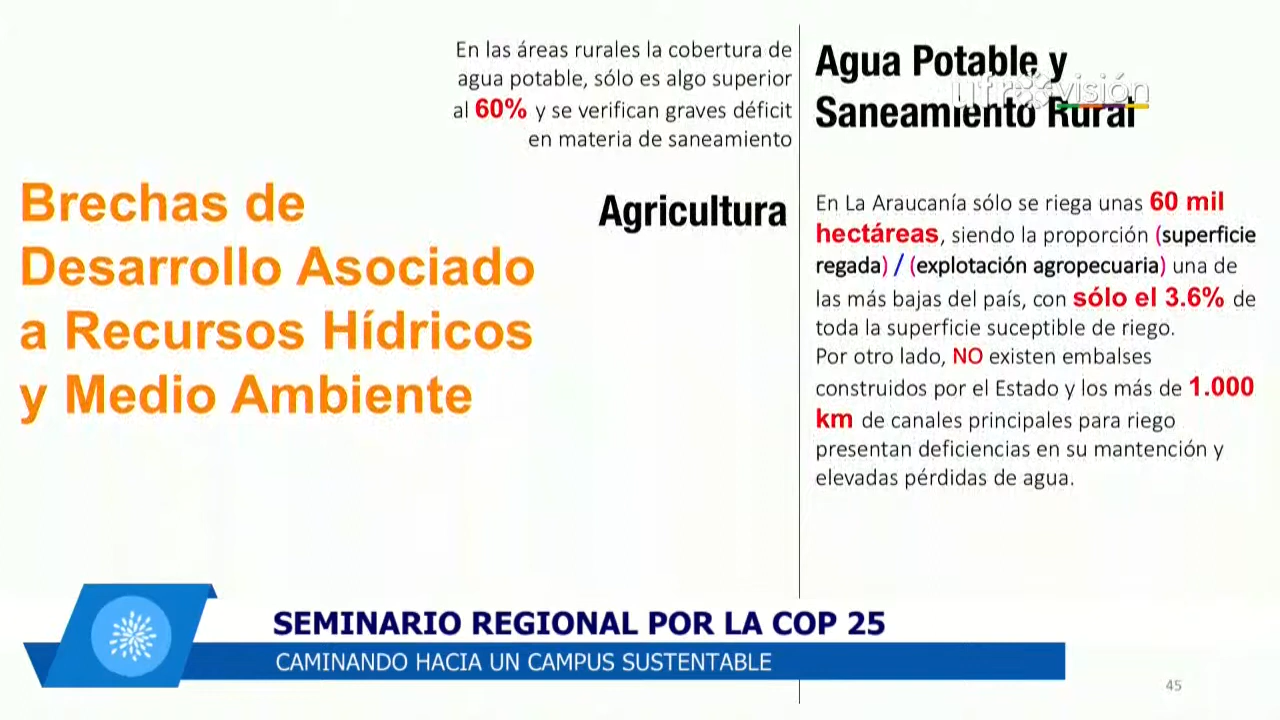 En las áreas rurales la cobertura de
agua potable, sólo es algo superior
al 60% y se verifican graves déficit
en materia de saneamiento
Agua Potable y
Saneamiento Rural
ufro visión
Brechas de
Desarrollo Asociado
a Recursos Hídricos
y Medio Ambiente
Agricultura
En La Araucanía sólo se riega unas 60 mil
hectáreas, siendo la proporción (superficie
regada) / (explotación agropecuaria) una de
las más bajas del país, con sólo el 3.6% de
toda la superficie suceptible de riego.
Por otro lado, NO existen embalses
construidos por el Estado y los más de 1.000
km de canales principales para riego
presentan deficiencias en su mantención y
elevadas pérdidas de agua.
SEMINARIO REGIONAL POR LA COP 25
CAMINANDO HACIA UN CAMPUS SUSTENTABLE
45